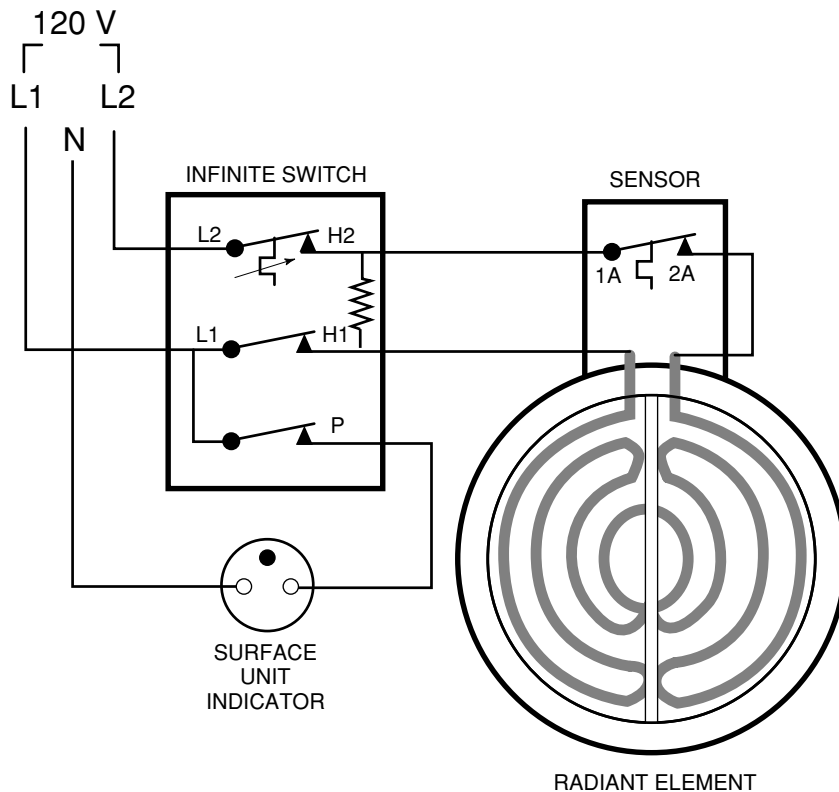 120 V
L1
L2
N
INFINITE SWITCH
SENSOR
L2
H2
1A
2A
L1
H1
P
SURFACE
UNIT
INDICATOR
RADIANT ELEMENT